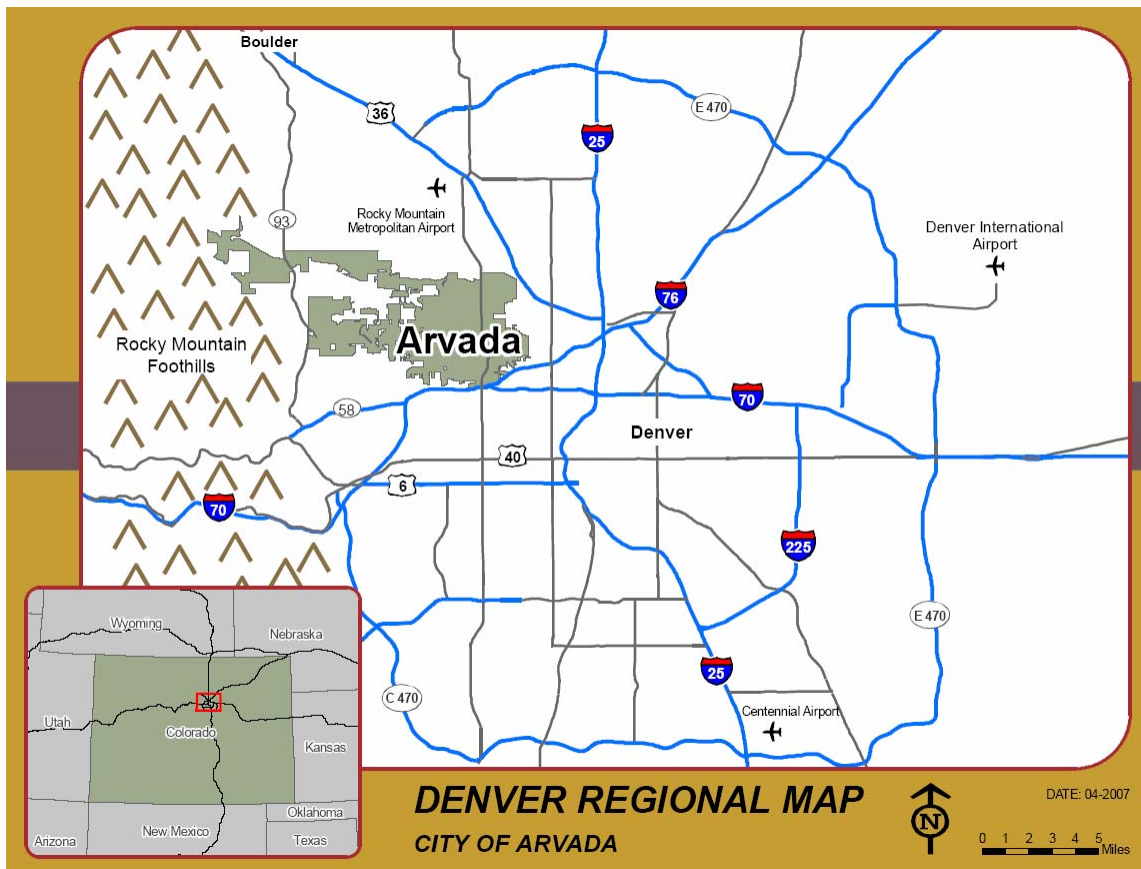 Boulder
36
E 470
25
Rocky Mountain
Metropolitan Airport
93
Denver International
Airport
76
Arvada
Rocky Mountain
Foothills
70
58
Denver
40
6
70
225
E 470
25
C 470
Centennial Airport
Wyoming
Nebraska
Utah
Colorado
Kansas
Oklahoma
New Mexico
Arizona
Texas
DENVER REGIONAL MAP
CITY OF ARVADA
N
DATE: 04-2007
0 1 2 3 4 5
Miles